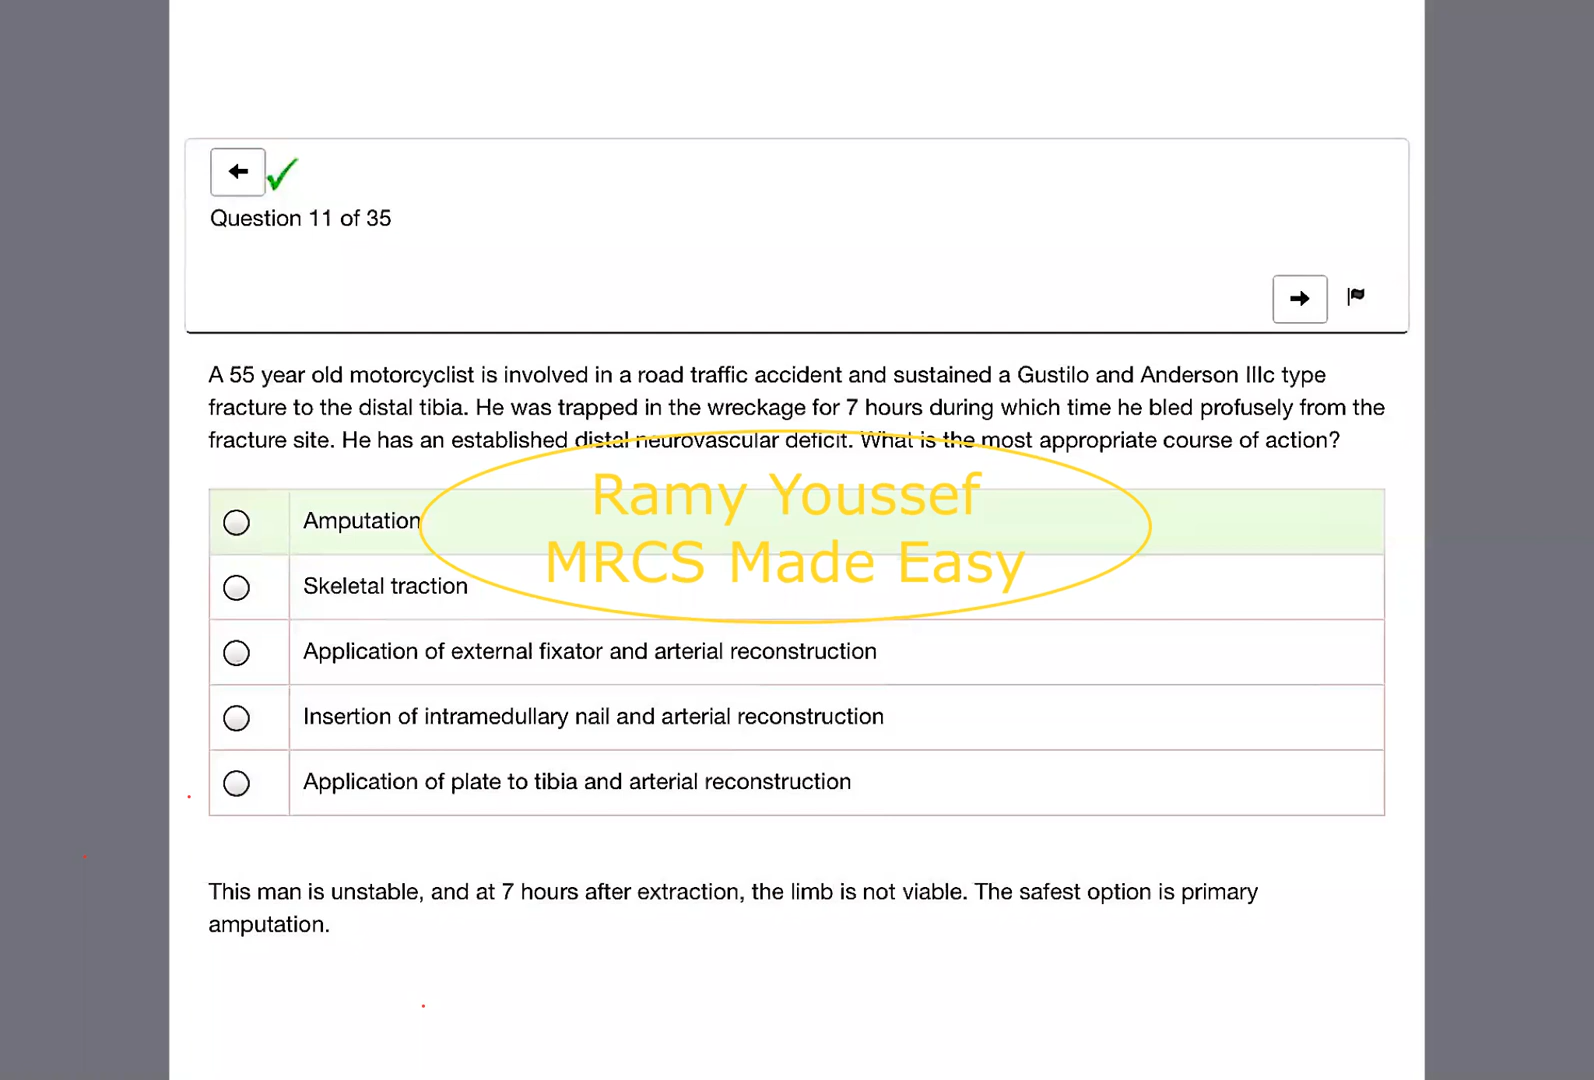 Question 11 of 35
A 55 year old motorcyclist is involved in a road traffic accident and sustained a Gustilo and Anderson IIIc type
fracture to the distal tibia. He was trapped in the wreckage for 7 hours during which time he bled profusely from the
fracture site. He has an established distal neurovascular deficit. What is the most appropriate course of action?
Ramy Youssef
Amputation
MRCS Made Easy
Skeletal traction
Application of external fixator and arterial reconstruction
Insertion of intramedullary nail and arterial reconstruction
Application of plate to tibia and arterial reconstruction
This man is unstable, and at 7 hours after extraction, the limb is not viable. The safest option is primary
amputation.